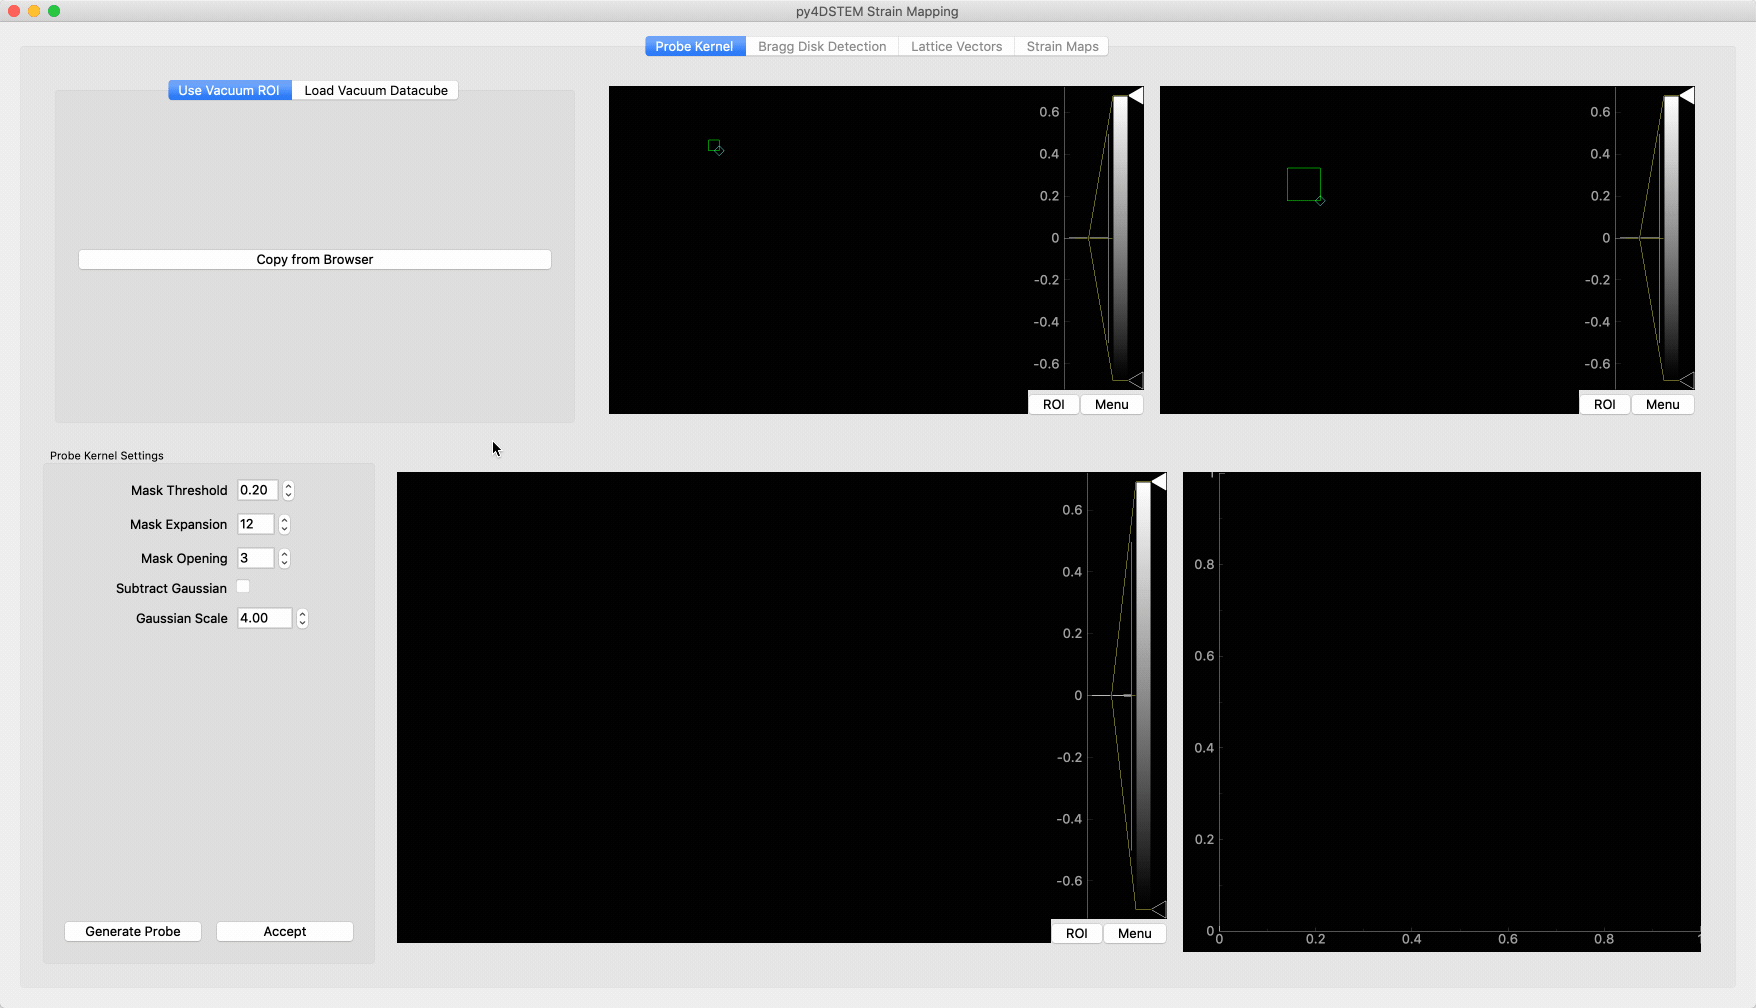 py4DSTEM Strain Mapping
Probe Kernel Bragg Disk Detection Lattice Vectors Strain Maps
Use Vacuum ROI Load Vacuum Datacube
Copy from Browser
0.6
0.4
0.2
0
-0.2
-0.4
-0.6
ROI Menu
0.6
0.4
0.2
0
-0.2
-0.4
-0.6
ROI Menu
Probe Kernel Settings
Mask Threshold 0.20
Mask Expansion 12
Mask Opening 3
Subtract Gaussian
Gaussian Scale 4.00
Generate Probe Accept
0.6
0.4
0.2
0
-0.2
-0.4
-0.6
ROI Menu
1
0.8
0.6
0.4
0.2
0
0 0.2 0.4 0.6 0.8 1